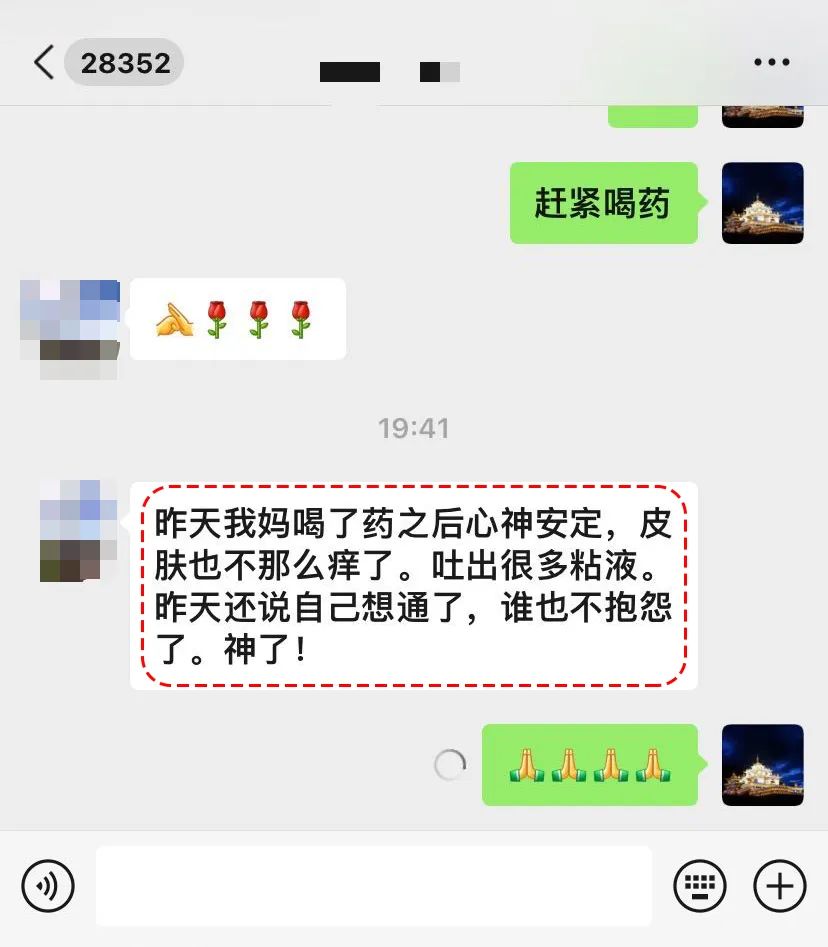 28352
赶紧喝药
19:41
昨天我妈喝了药之后心神安定，皮
肤也不那么痒了。吐出很多粘液。
昨天还说自己想通了，谁也不抱怨
了。神了！